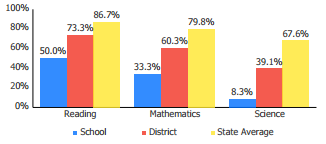 100%
80%
60%
40%
20%
0%
50.0% 73.3% 86.7%
33.3% 60.3% 79.8%
8.3% 39.1% 67.6%
Reading Mathematics Science
School District State Average